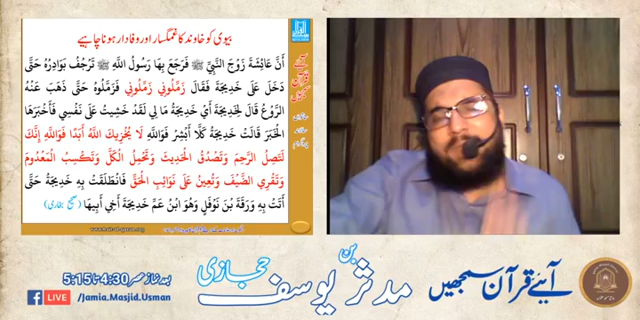 بیوی کو خاوند کا غمگسار اور وفادار ہونا چاہیے
أَنَّ عَائِشَةَ زَوْجَ النَّبِيِّ ﷺ فَرَجَعَ بِهَا رَسُولُ اللَّهِ ﷺ تَرْجُفُ بَوَادِرُهُ حَتَّى
دَخَلَ عَلَى خَدِيجَةَ فَقَالَ زَمِّلُونِي زَمِّلُونِي فَزَمَّلُوهُ حَتَّى ذَهَبَ عَنْهُ
الرَّوْعُ قَالَ لِخَدِيجَةَ أَيْ خَدِيجَةُ مَا لِي لَقَدْ خَشِيتُ عَلَى نَفْسِي فَأَخْبَرَهَا
الْخَبَرَ قَالَتْ خَدِيجَةُ كَلَّا أَبْشِرْ فَوَاللَّهِ لَا يُخْزِيكَ اللَّهُ أَبَدًا فَوَاللَّهِ إِنَّكَ
لَتَصِلُ الرَّحِمَ وَتَصْدُقُ الْحَدِيثَ وَتَحْمِلُ الْكَلَّ وَتَكْسِبُ الْمَعْدُومَ
وَتَقْرِي الضَّيْفَ وَتُعِينُ عَلَى نَوَائِبِ الْحَقِّ فَانْطَلَقَتْ بِهِ خَدِيجَةُ حَتَّى
أَتَتْ بِهِ وَرَقَةَ بْنَ نَوْفَلٍ وَهُوَ ابْنُ عَمِّ خَدِيجَةَ أَخِي أَبِيهَا (صحیح بخاری)
آیئے قرآن سمجھیں
مدثر بن یوسف حجازی
بعد نماز عصر 4:30 تا 5:15
LIVE /Jamia.Masjid.Usman